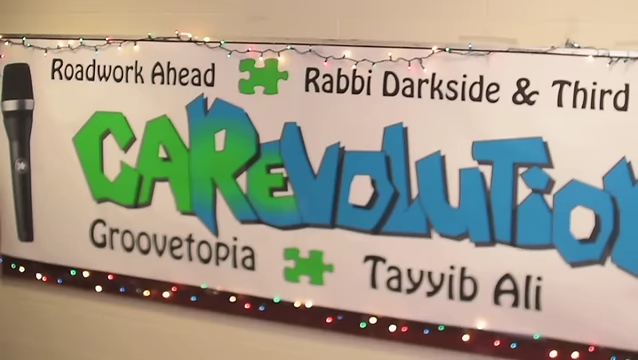 Roadwork Ahead Rabbi Darkside & Third
CARevolution
Groovetopia Tayyib Ali